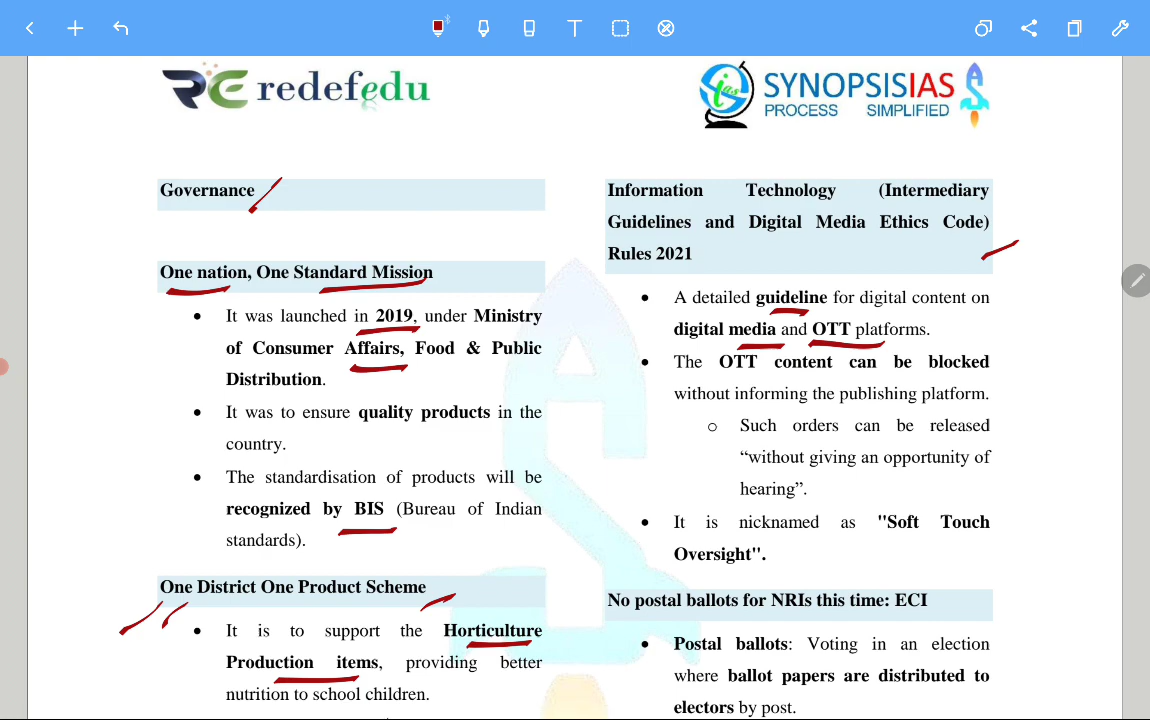 redefedu
SYNOPSISIAS
PROCESS SIMPLIFIED
Governance
One nation, One Standard Mission
• It was launched in 2019, under Ministry
of Consumer Affairs, Food & Public
Distribution.
• It was to ensure quality products in the
country.
• The standardisation of products will be
recognized by BIS (Bureau of Indian
standards).
One District One Product Scheme
• It is to support the Horticulture
Production items, providing better
nutrition to school children.
Information Technology (Intermediary
Guidelines and Digital Media Ethics Code)
Rules 2021
• A detailed guideline for digital content on
digital media and OTT platforms.
• The OTT content can be blocked
without informing the publishing platform.
o Such orders can be released
“without giving an opportunity of
hearing”.
• It is nicknamed as "Soft Touch
Oversight".
No postal ballots for NRIs this time: ECI
• Postal ballots: Voting in an election
where ballot papers are distributed to
electors by post.